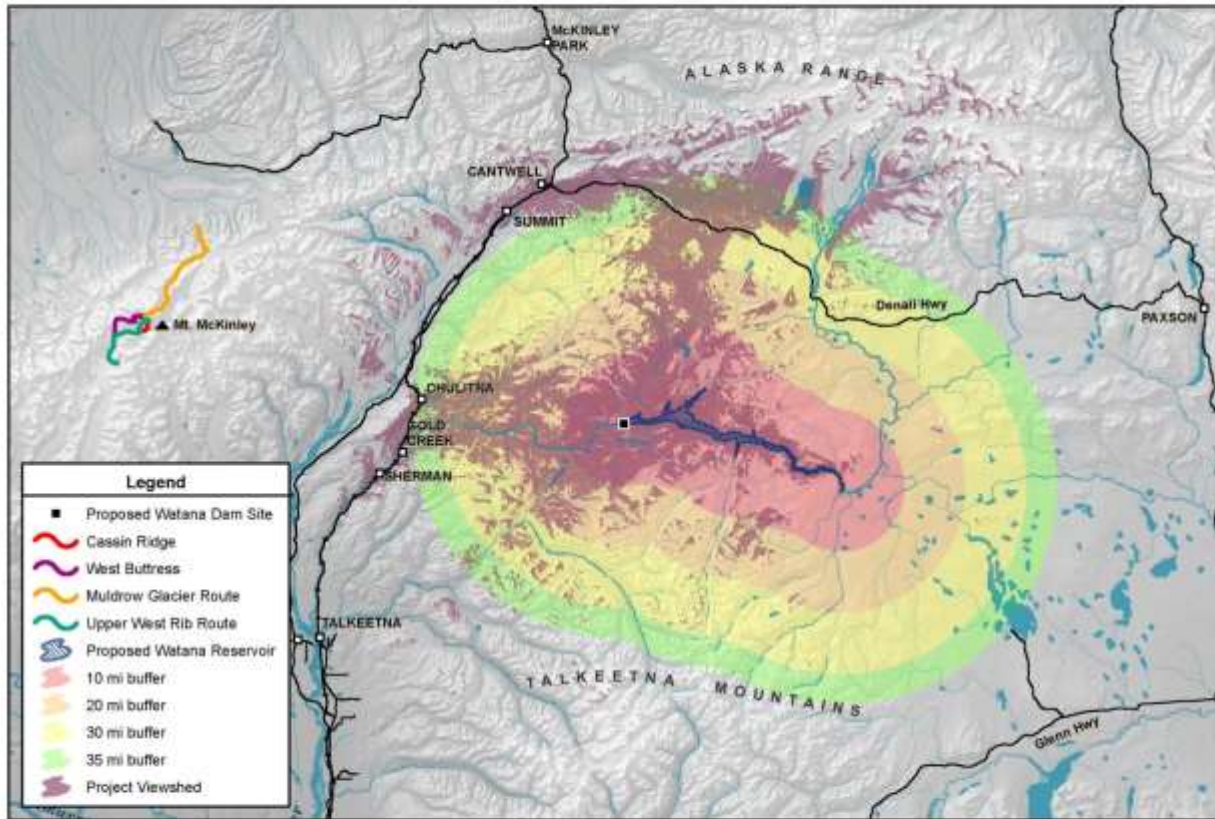 McKINLEY
PARK
ALASKA RANGE
CANTWELL
SUMMIT
Denali Hwy
PAXSON
Mt. McKinley
CHULITNA
GOLD
CREEK
SHERMAN
TALKEETNA
TALKEETNA MOUNTAINS
Glenn Hwy
Legend
Proposed Watana Dam Site
Cassin Ridge
West Buttress
Muldrow Glacier Route
Upper West Rib Route
Proposed Watana Reservoir
10 mi buffer
20 mi buffer
30 mi buffer
35 mi buffer
Project Viewshed